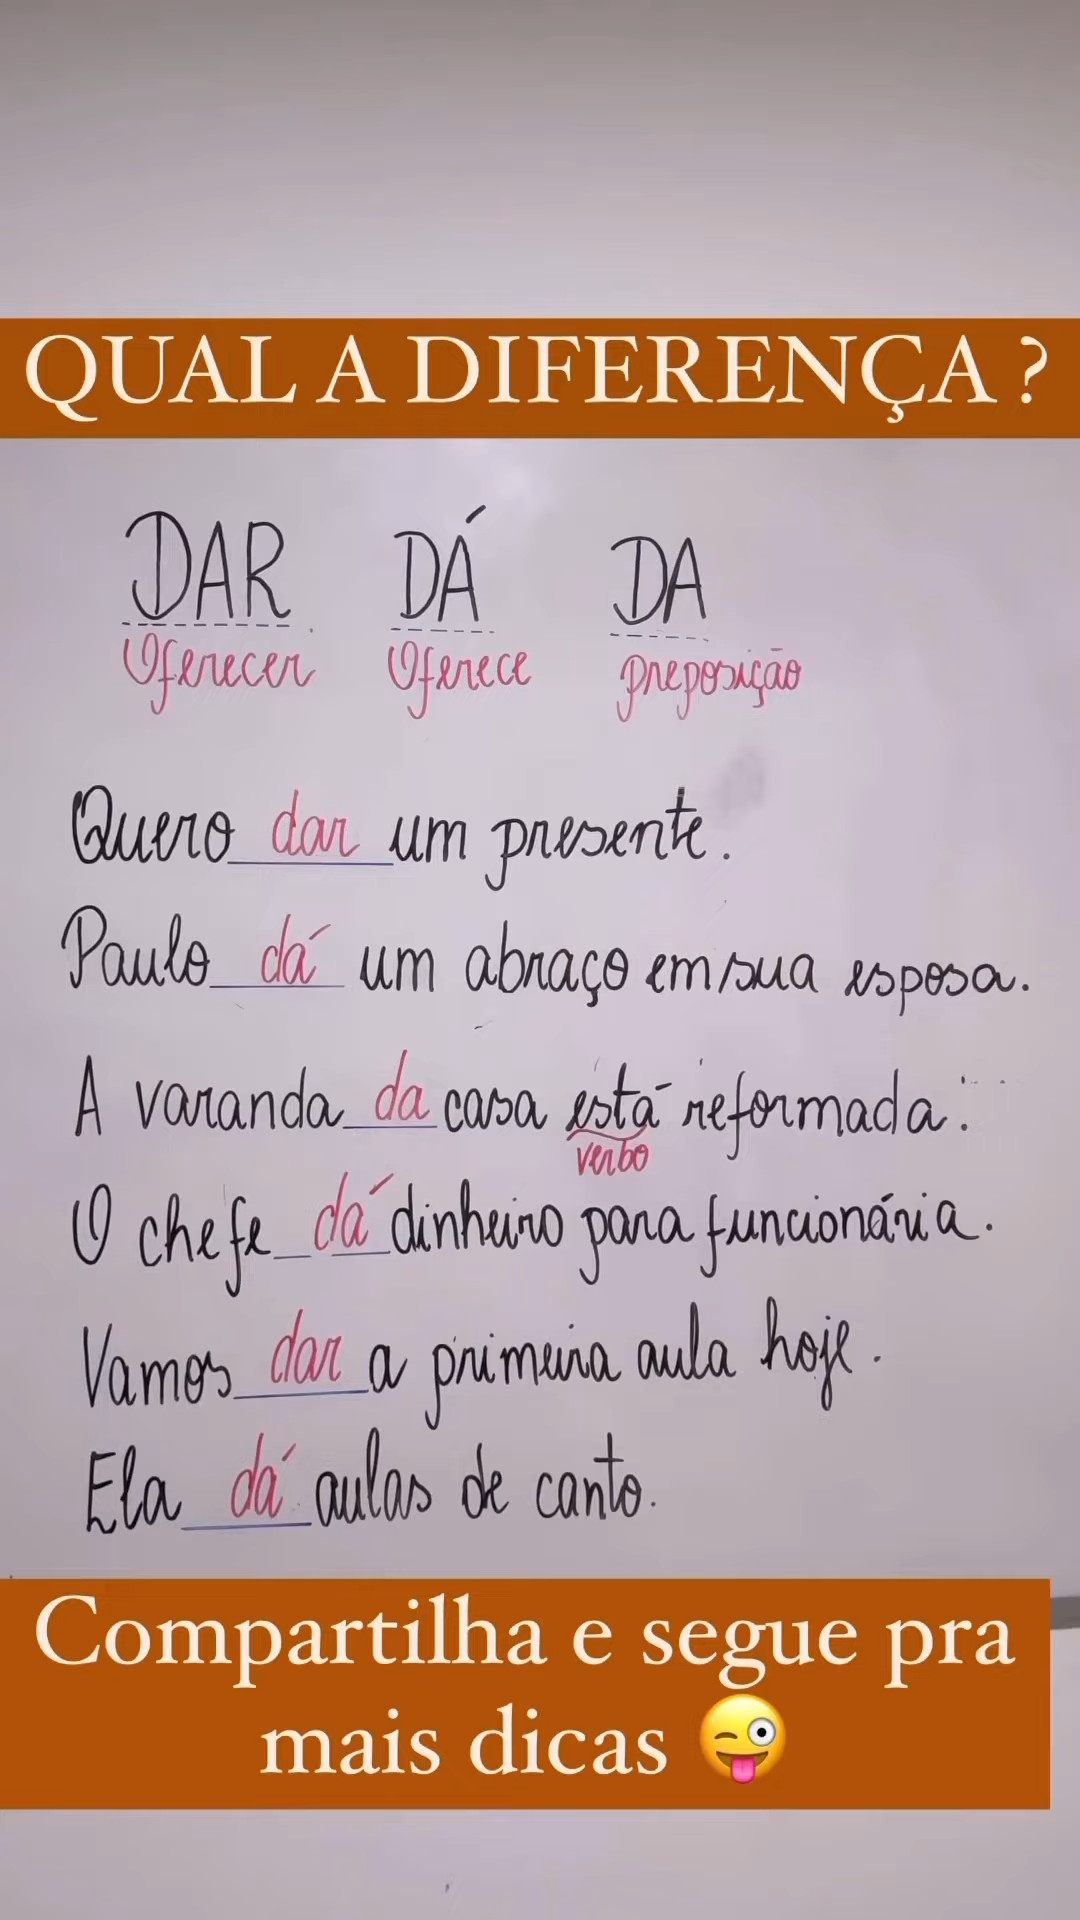 QUAL A DIFERENÇA ?
DAR DÁ DA
Oferecer Oferece preposição
Quero dar um presente.
Paulo dá um abraço em sua esposa.
A varanda da casa está reformada.
verbo
O chefe dá dinheiro para funcionária.
Vamos dar a primeira aula hoje.
Ela dá aulas de canto.
Compartilha e segue pra
mais dicas 😜